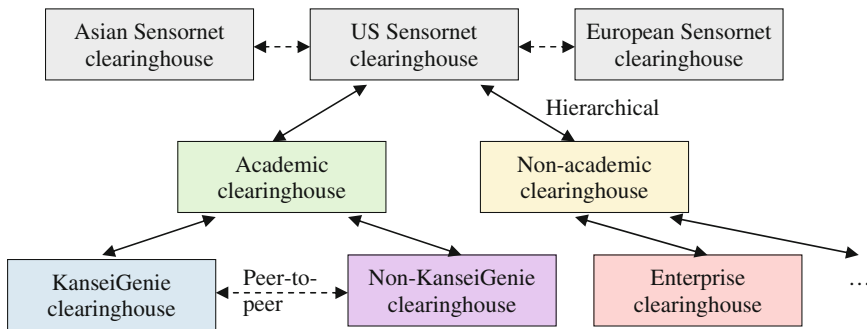 Asian Sensornet
clearinghouse
US Sensornet
clearinghouse
European Sensornet
clearinghouse
Hierarchical
Academic
clearinghouse
Non-academic
clearinghouse
KanseiGenie
clearinghouse
Peer-to-
peer
Non-KanseiGenie
clearinghouse
Enterprise
clearinghouse
...